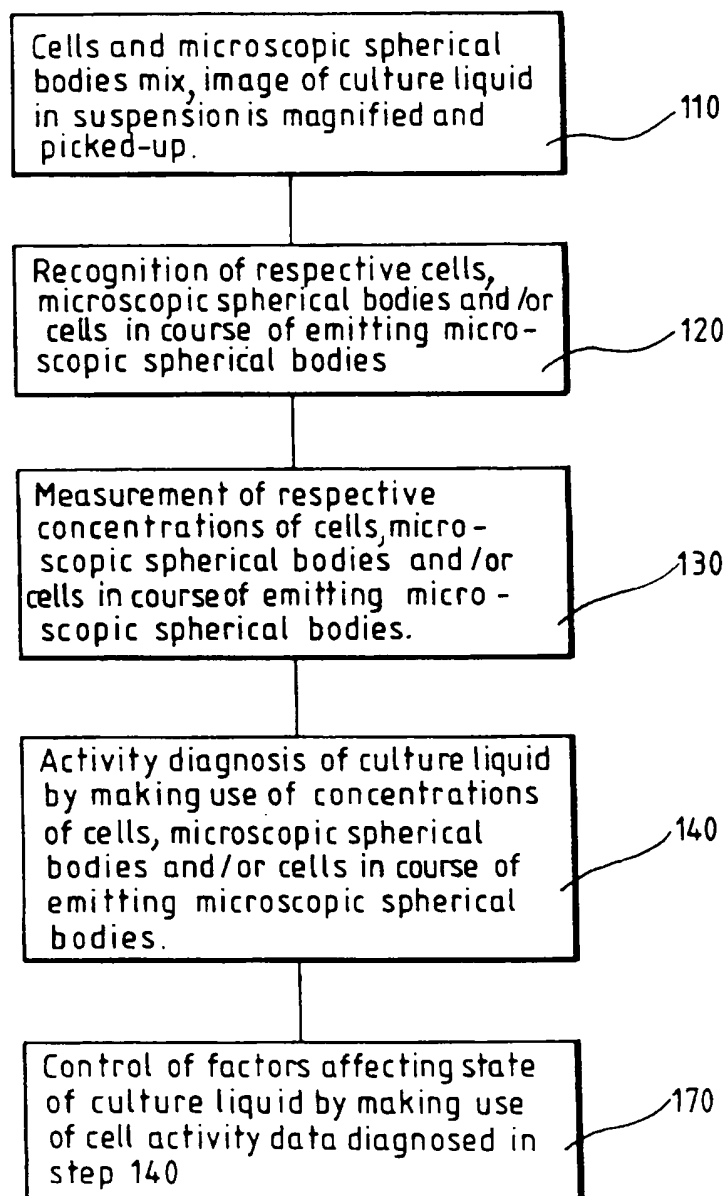 Cells and microscopic spherical
bodies mix, image of culture liquid
in suspension is magnified and
picked-up.
110
Recognition of respective cells,
microscopic spherical bodies and/or
cells in course of emitting micro-
scopic spherical bodies
120
Measurement of respective
concentrations of cells, micro-
scopic spherical bodies and/or
cells in course of emitting micro-
scopic spherical bodies.
130
Activity diagnosis of culture liquid
by making use of concentrations
of cells, microscopic spherical
bodies and/or cells in course of
emitting microscopic spherical
bodies.
140
Control of factors affecting state
of culture liquid by making use
of cell activity data diagnosed in
step 140
170